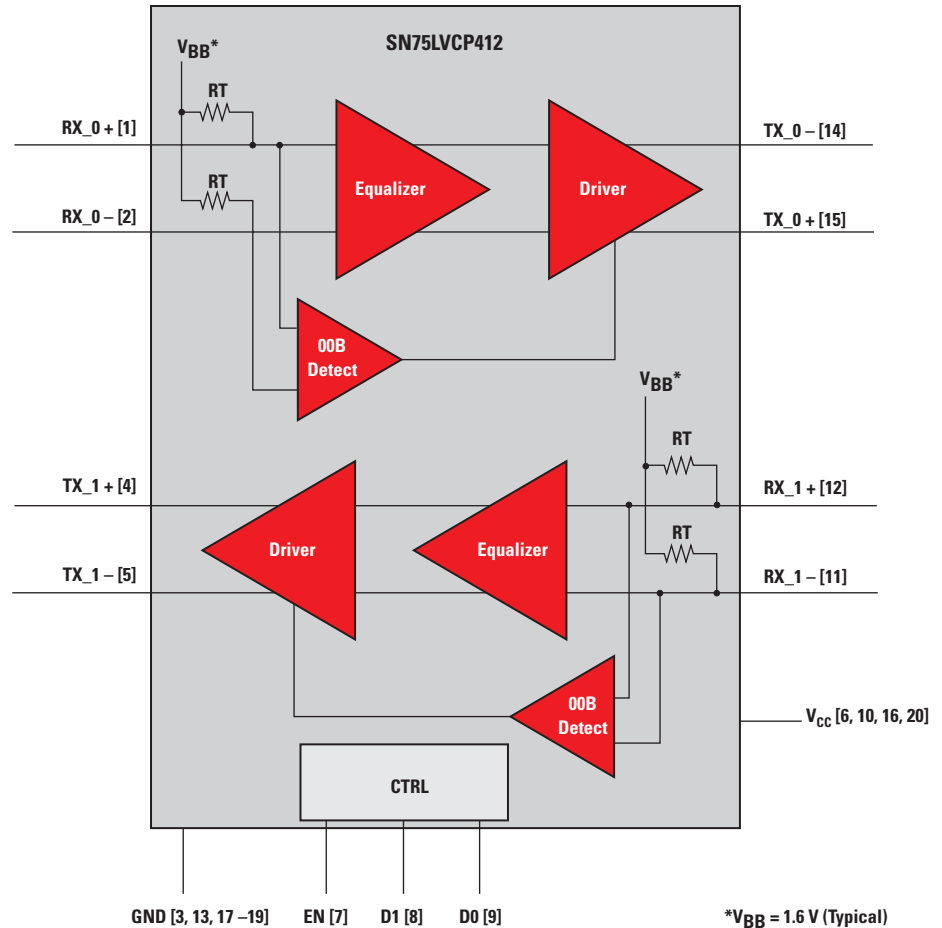 SN75LVCP412
VBB*
RT
RX_0 + [1]
TX_0 – [14]
RT
Equalizer
Driver
RX_0 – [2]
TX_0 + [15]
00B
Detect
VBB*
RT
TX_1 + [4]
RX_1 + [12]
RT
Driver
Equalizer
TX_1 – [5]
RX_1 – [11]
00B
Detect
VCC [6, 10, 16, 20]
CTRL
GND [3, 13, 17 –19]
EN [7]
D1 [8]
D0 [9]
*VBB = 1.6 V (Typical)